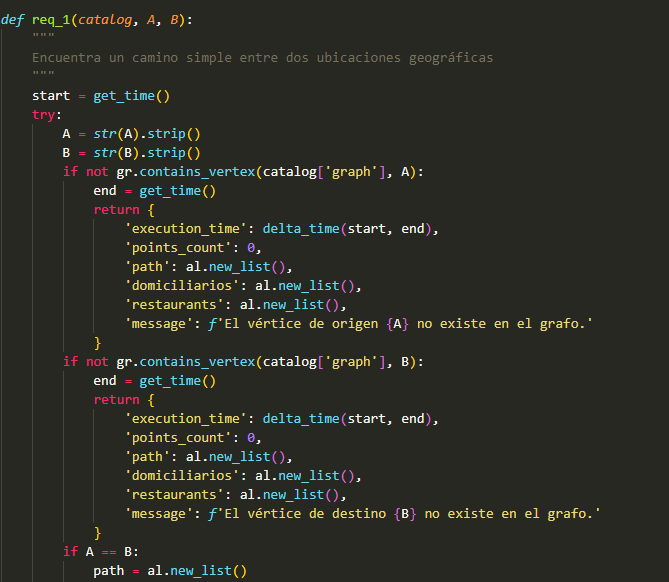 def req_1(catalog, A, B):
    """
    Encuentra un camino simple entre dos ubicaciones geográficas
    """
    start = get_time()
    try:
        A = str(A).strip()
        B = str(B).strip()
        if not gr.contains_vertex(catalog['graph'], A):
            end = get_time()
            return {
                'execution_time': delta_time(start, end),
                'points_count': 0,
                'path': al.new_list(),
                'domiciliarios': al.new_list(),
                'restaurants': al.new_list(),
                'message': f'El vértice de origen {A} no existe en el grafo.'
            }
        if not gr.contains_vertex(catalog['graph'], B):
            end = get_time()
            return {
                'execution_time': delta_time(start, end),
                'points_count': 0,
                'path': al.new_list(),
                'domiciliarios': al.new_list(),
                'restaurants': al.new_list(),
                'message': f'El vértice de destino {B} no existe en el grafo.'
            }
        if A == B:
            path = al.new_list()